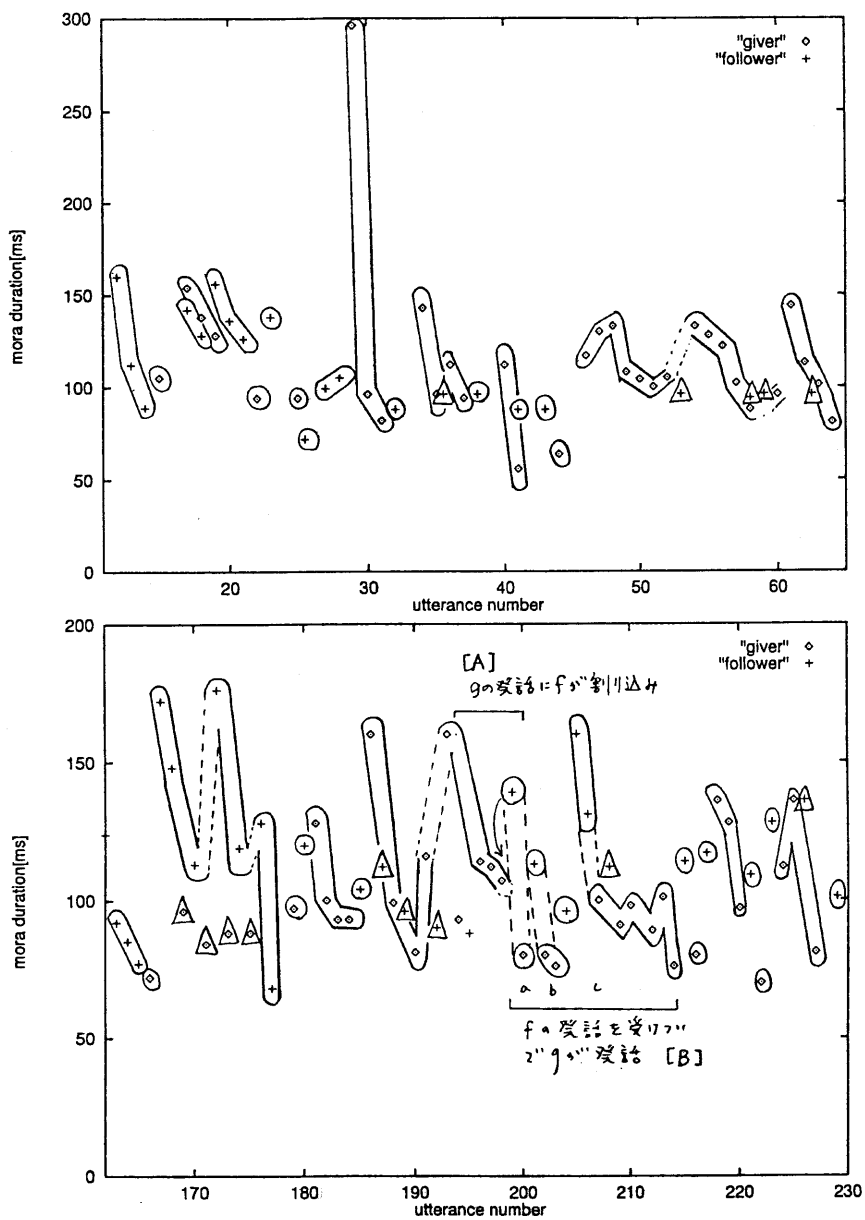 300
250
200
150
100
50
0
mora duration[ms]
"giver"
"follower"
20 30 40 50 60
utterance number
200
150
100
50
0
mora duration[ms]
"giver"
"follower"
[A]
gの発話にfが割り込み
a b c
fの発話を受けつい
でgが発話 [B]
170 180 190 200 210 220 230
utterance number